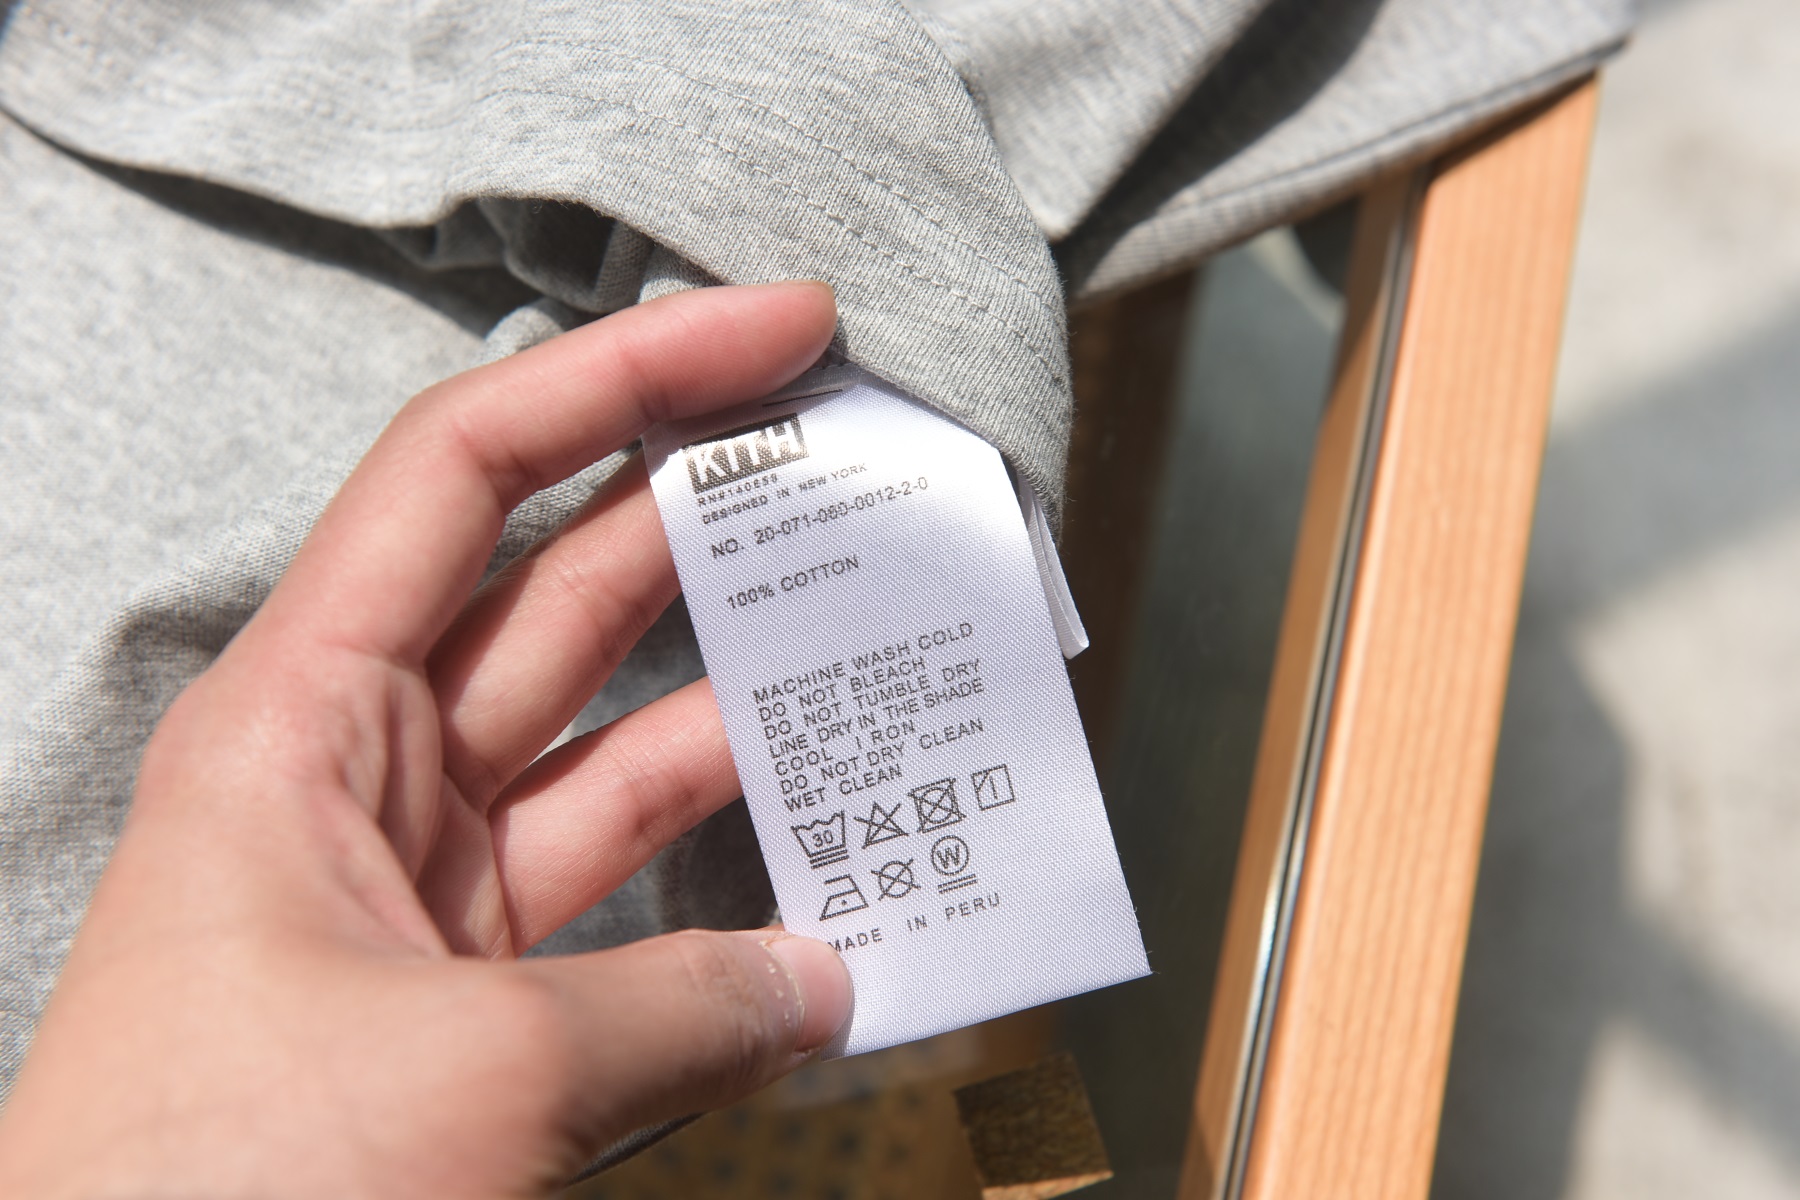 KITH
RN#140659
DESIGNED IN NEW YORK
NO. 20-071-060-0012-2-0
100% COTTON
MACHINE WASH COLD
DO NOT BLEACH
DO NOT TUMBLE DRY
LINE DRY IN THE SHADE
COOL IRON
DO NOT DRY CLEAN
WET CLEAN
30
W
MADE IN PERU